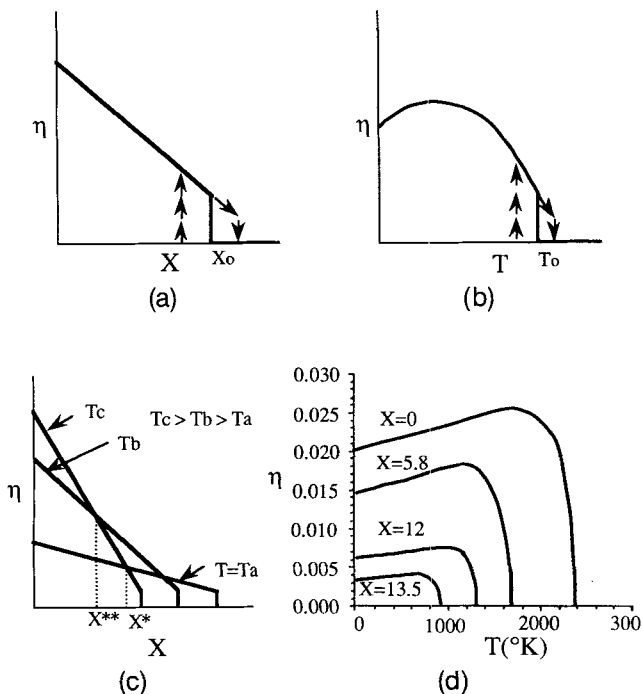 η
X
Xo
(a)
η
T
To
(b)
Tc
Tc > Tb > Ta
Tb
η
T=Ta
X**
X*
X
(c)
0.030
0.025
X=0
0.020
X=5.8
η
0.015
0.010
X=12
0.005
X=13.5
0.000
0
1000
2000
300
T(°K)
(d)